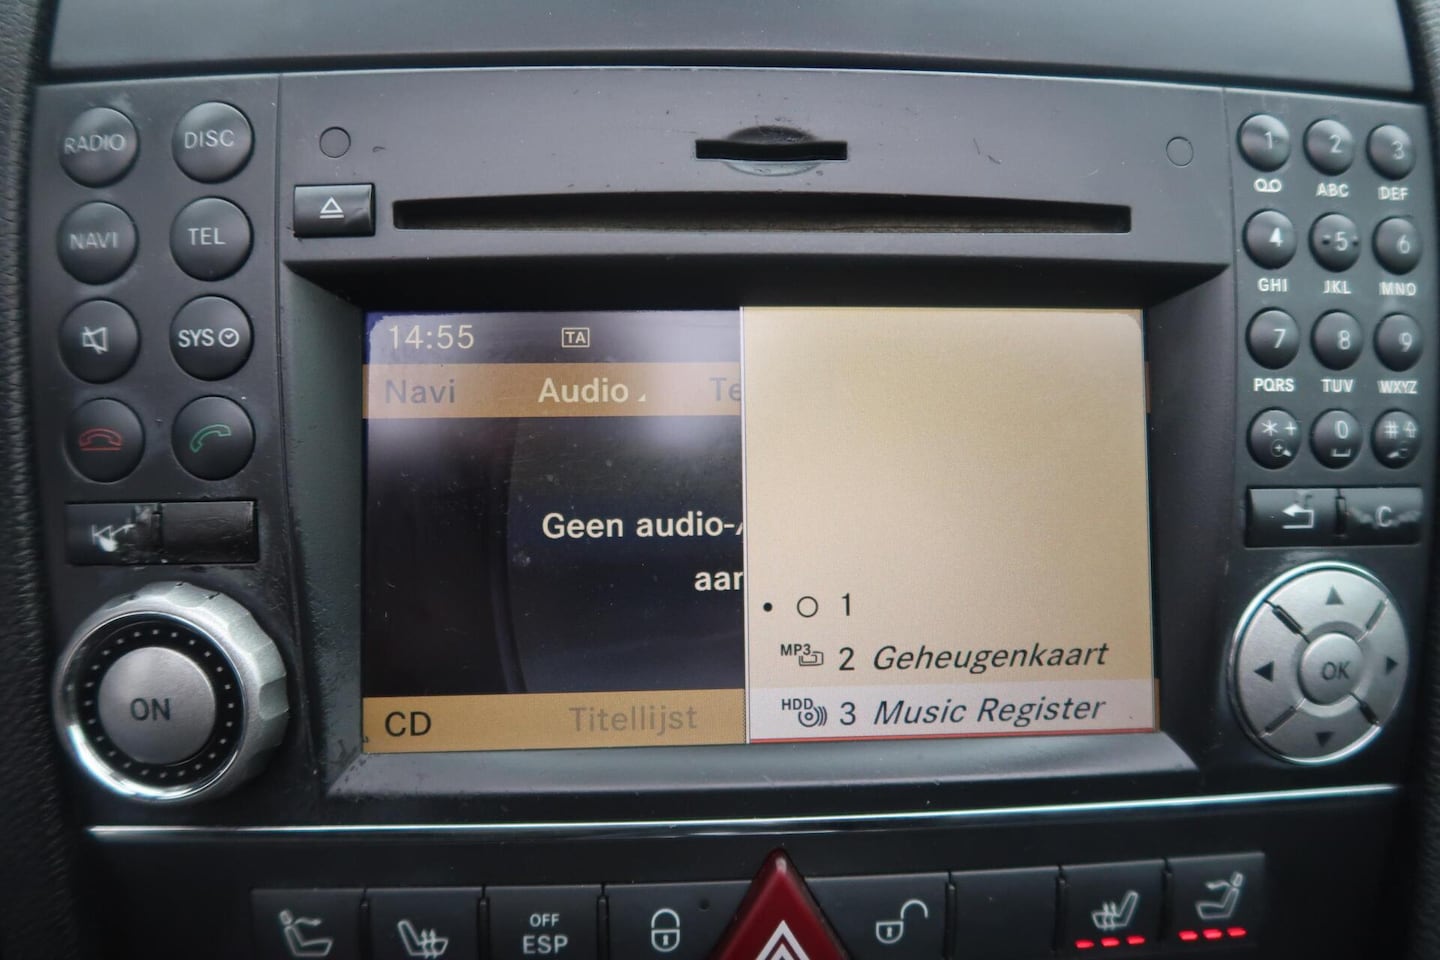 RADIO
DISC
NAVI
TEL
SYS
ON
14:55
TA
Navi
Audio
Te
Geen audio-
aan
CD
Titellijst
1
MP3 2 Geheugenkaart
HDD 3 Music Register
1
2
3
ABC
DEF
4
5
6
GHI
JKL
MNO
7
8
9
PQRS
TUV
WXYZ
* +
0
#
C
OK
OFF
ESP